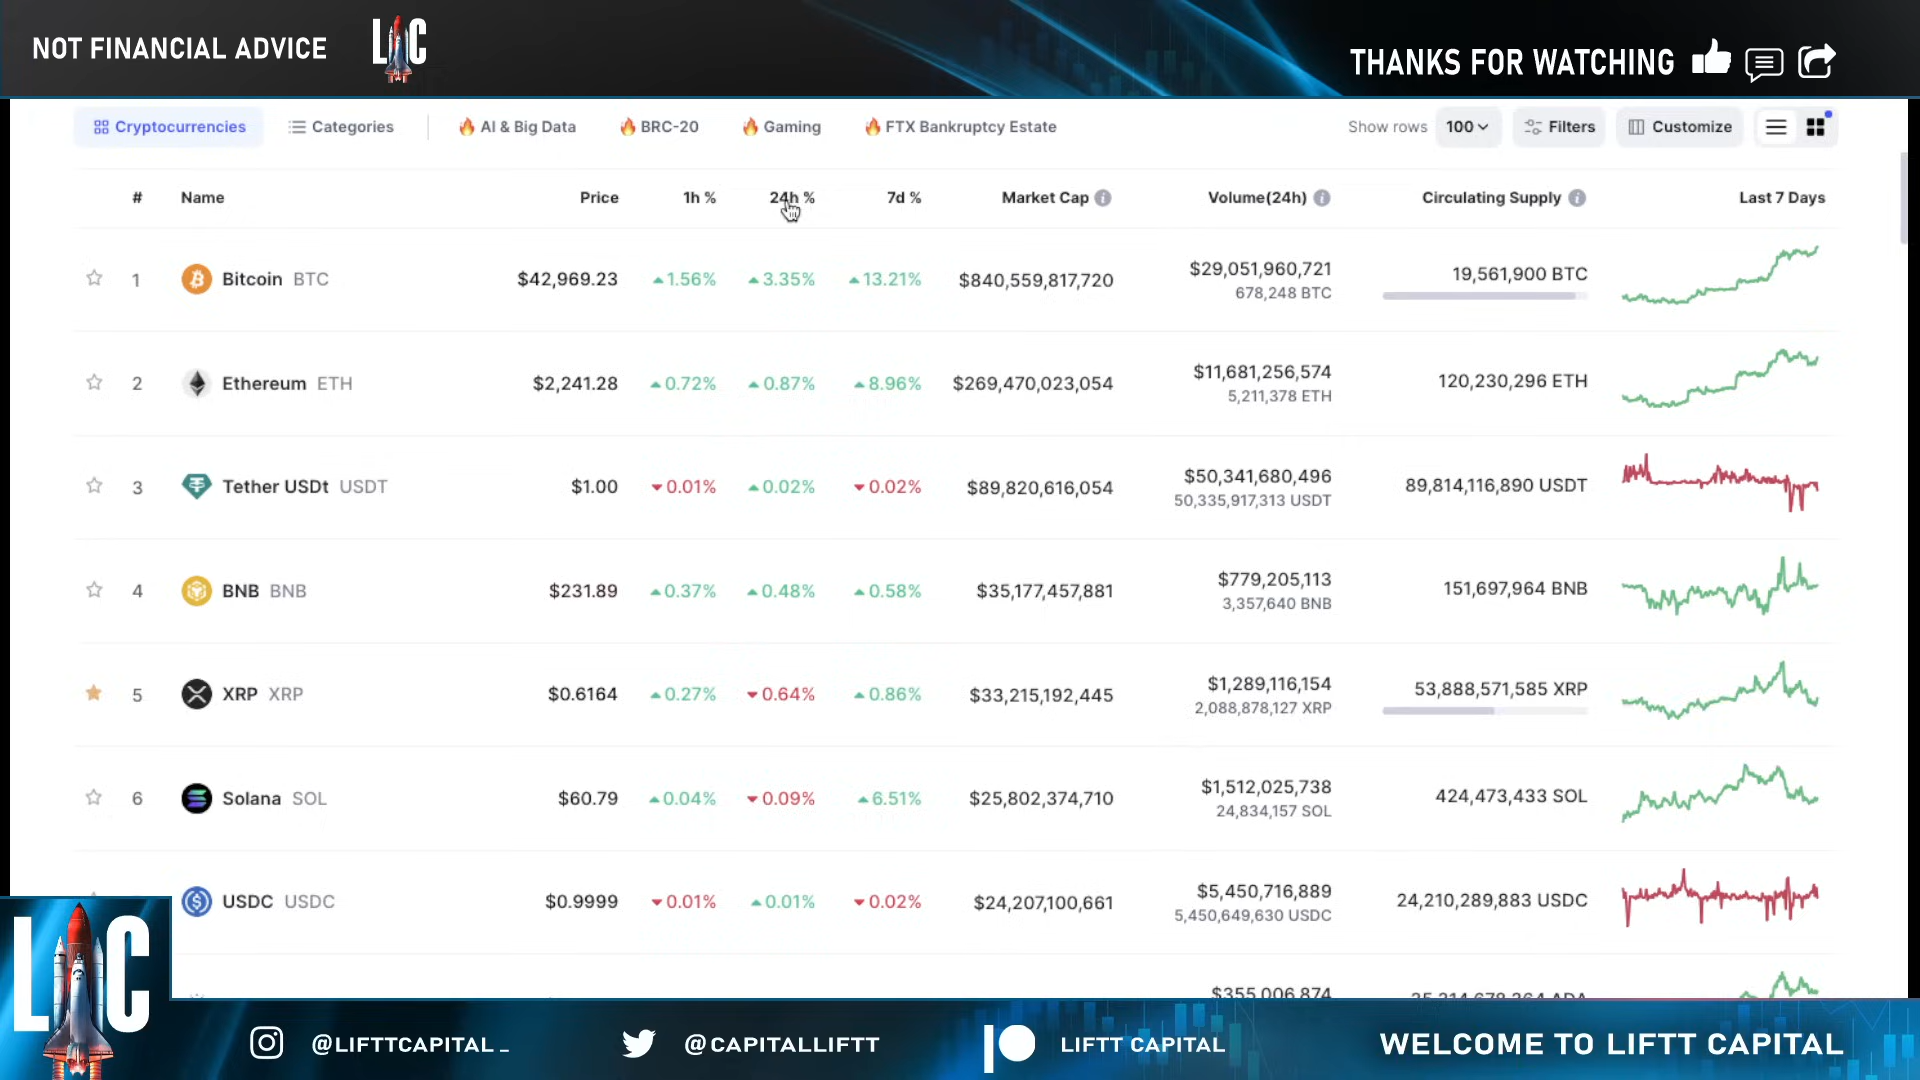 NOT FINANCIAL ADVICE LC THANKS FOR WATCHING
Cryptocurrencies Categories AI & Big Data BRC-20 Gaming FTX Bankruptcy Estate Show rows 100 Filters Customize
# Name Price 1h % 24h % 7d % Market Cap Volume(24h) Circulating Supply Last 7 Days
1 Bitcoin BTC $42,969.23 1.56% 3.35% 13.21% $840,559,817,720 $29,051,960,721 19,561,900 BTC
678,248 BTC
2 Ethereum ETH $2,241.28 0.72% 0.87% 8.96% $269,470,023,054 $11,681,256,574 120,230,296 ETH
5,211,378 ETH
3 Tether USDt USDT $1.00 0.01% 0.02% 0.02% $89,820,616,054 $50,341,680,496 89,814,116,890 USDT
50,335,917,313 USDT
4 BNB BNB $231.89 0.37% 0.48% 0.58% $35,177,457,881 $779,205,113 151,697,964 BNB
3,357,640 BNB
5 XRP XRP $0.6164 0.27% 0.64% 0.86% $33,215,192,445 $1,289,116,154 53,888,571,585 XRP
2,088,878,127 XRP
6 Solana SOL $60.79 0.04% 0.09% 6.51% $25,802,374,710 $1,512,025,738 424,473,433 SOL
24,834,157 SOL
USDC USDC $0.9999 0.01% 0.01% 0.02% $24,207,100,661 $5,450,716,889 24,210,289,883 USDC
5,450,649,630 USDC
$355,006,874
LC
@LIFTTCAPITAL_ @CAPITALLIFTT LIFTT CAPITAL WELCOME TO LIFTT CAPITAL